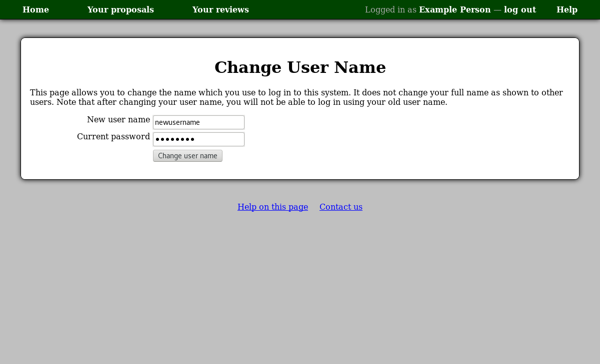 Home Your proposals Your reviews Logged in as Example Person — log out Help
Change User Name
This page allows you to change the name which you use to log in to this system. It does not change your full name as shown to other
users. Note that after changing your user name, you will not be able to log in using your old user name.
New user name newusername
Current password ●●●●●●●●
Change user name
Help on this page Contact us